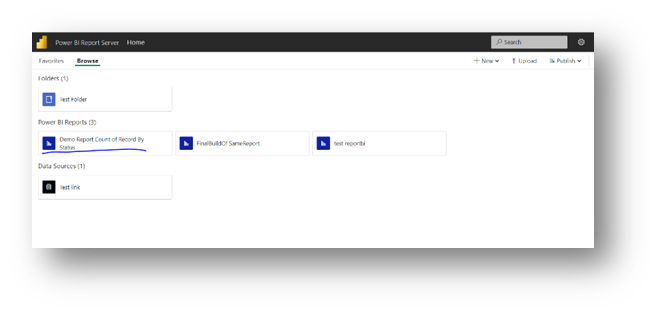 Power BI Report Server Home Search
Favorites Browse New Upload Publish
Folders (1)
Test Folder
Power BI Reports (3)
Demo Report Count of Record By
Status
FinalBuildOf SameReport
test reportbi
Data Sources (1)
Test link